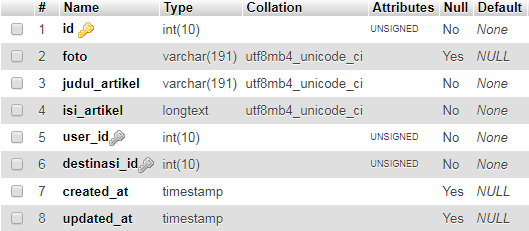 # Name Type Collation Attributes Null Default
1 id int(10) UNSIGNED No None
2 foto varchar(191) utf8mb4_unicode_ci Yes NULL
3 judul_artikel varchar(191) utf8mb4_unicode_ci No None
4 isi_artikel longtext utf8mb4_unicode_ci No None
5 user_id int(10) UNSIGNED No None
6 destinasi_id int(10) UNSIGNED No None
7 created_at timestamp Yes NULL
8 updated_at timestamp Yes NULL